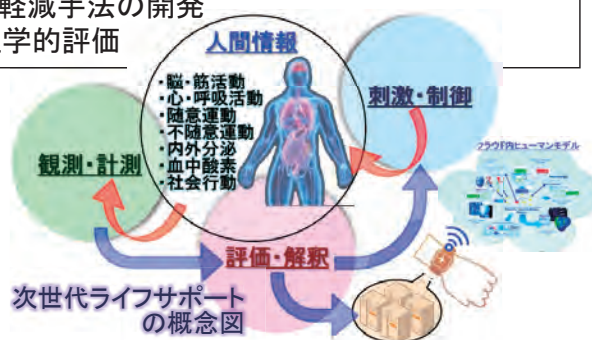 軽減手法の開発
学的評価
人間情報
・脳・筋活動
・心・呼吸活動
・随意運動
・不随意運動
・内外分泌
・血中酸素
・社会行動
刺激・制御
観測・計測
クラウド内ヒューマンモデル
評価・解釈
次世代ライフサポート
の概念図